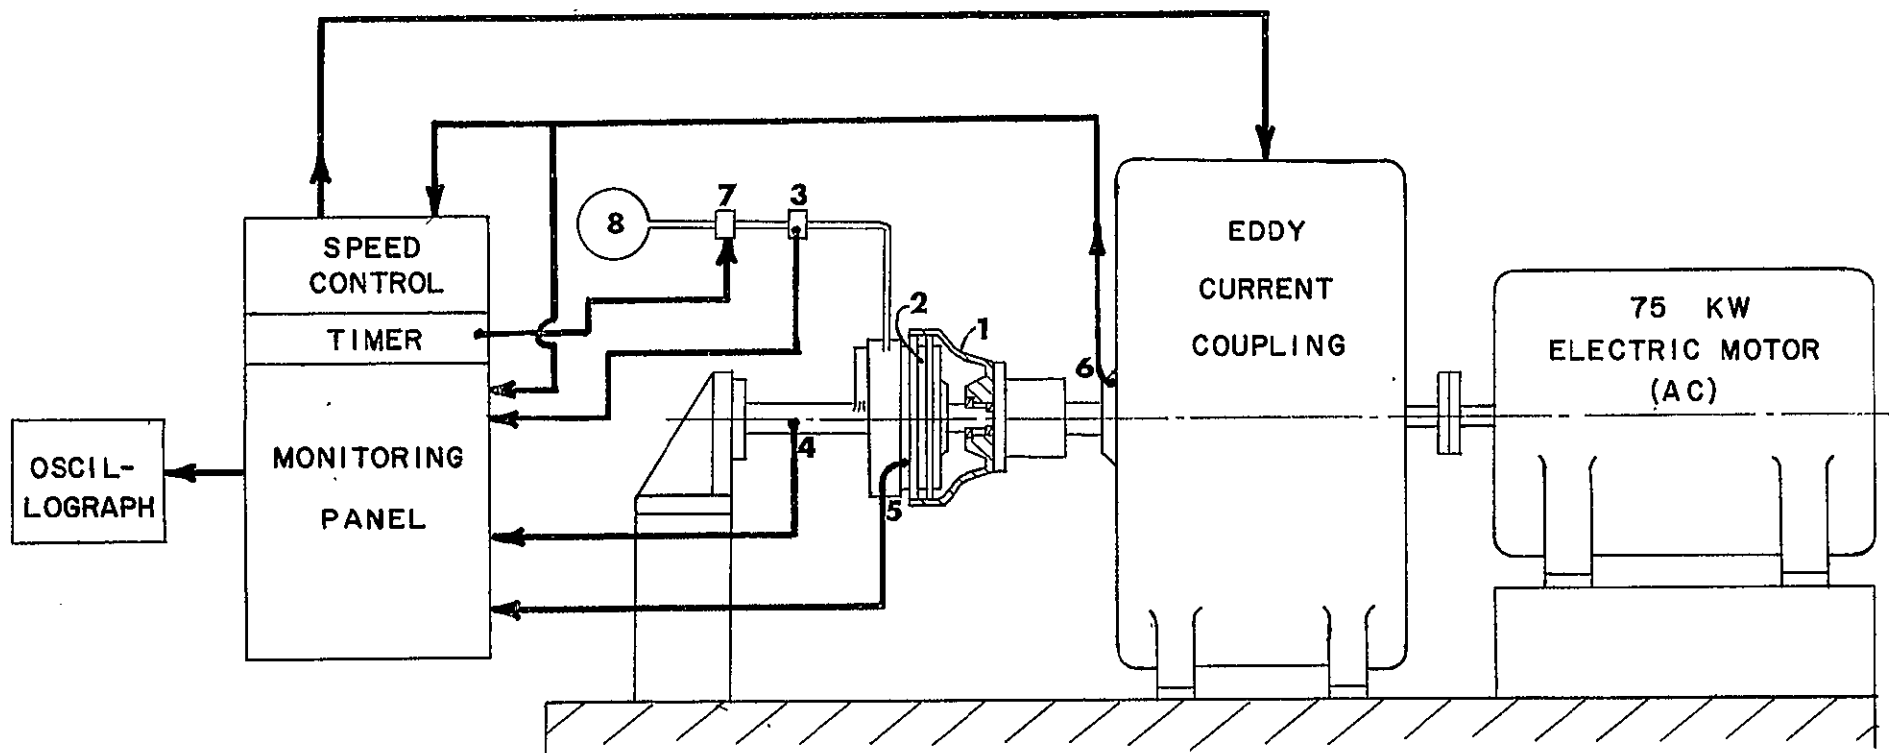 SPEED
CONTROL
TIMER
MONITORING
PANEL
OSCIL-
LOGRAPH
8
7
3
2
1
4
5
6
EDDY
CURRENT
COUPLING
75 KW
ELECTRIC MOTOR
(AC)